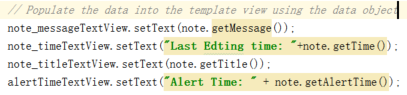 // Populate the data into the template view using the data object
note_messageTextView.setText(note.getMessage());
note_timeTextView.setText("Last Edting time: "+note.getTime());
note_titleTextView.setText(note.getTitle());
alertTimeTextView.setText("Alert Time: " + note.getAlertTime());